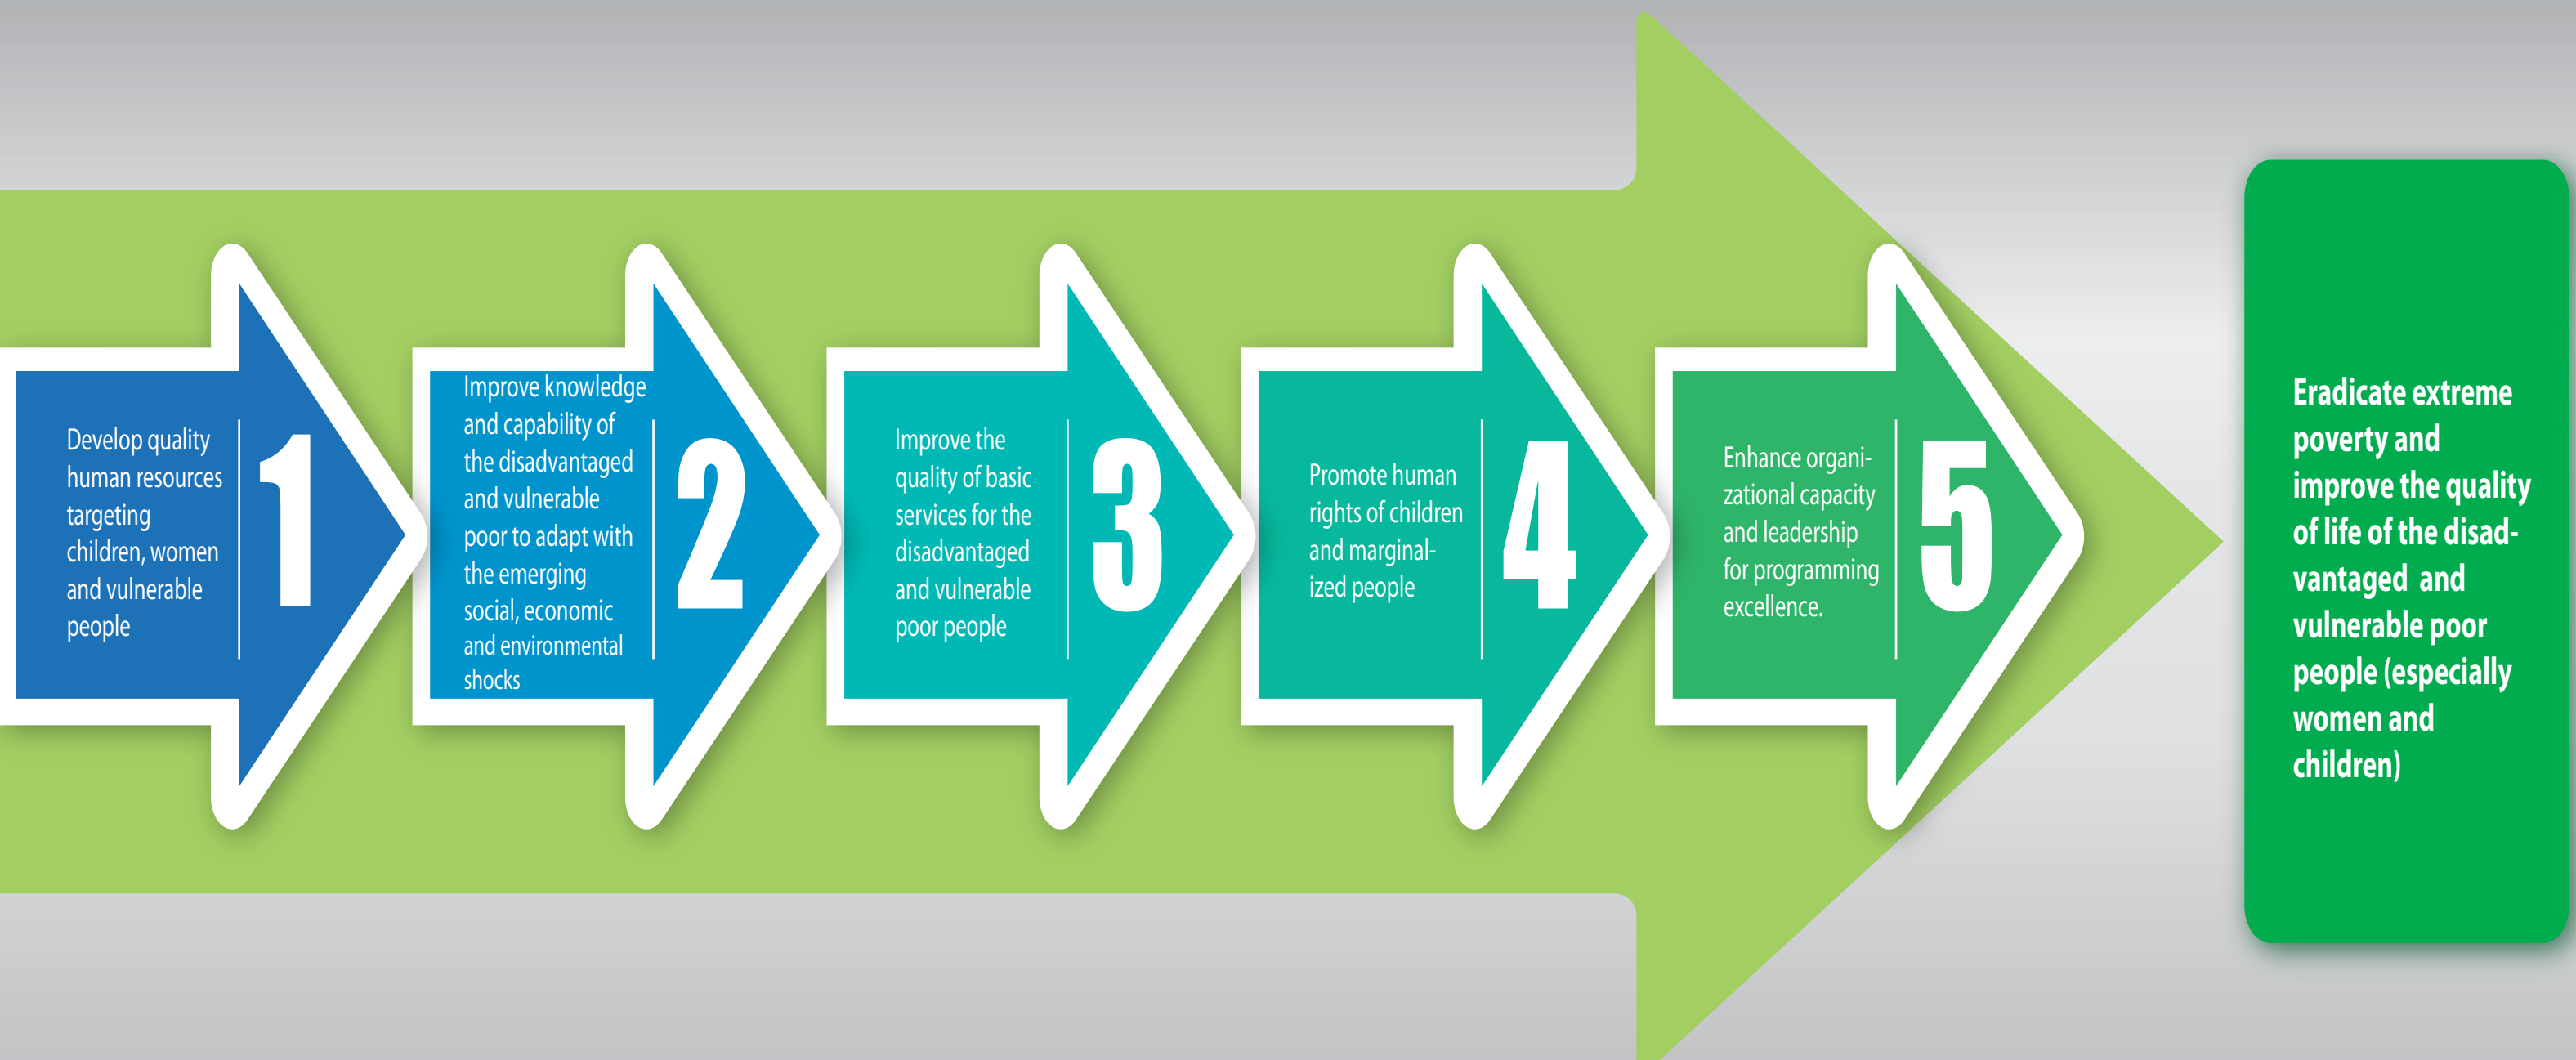 Develop quality
human resources
targeting
children, women
and vulnerable
people
1
Improve knowledge
and capability of
the disadvantaged
and vulnerable
poor to adapt with
the emerging
social, economic
and environmental
shocks
2
Improve the
quality of basic
services for the
disadvantaged
and vulnerable
poor people
3
Promote human
rights of children
and marginal-
ized people
4
Enhance organi-
zational capacity
and leadership
for programming
excellence.
5
Eradicate extreme
poverty and
improve the quality
of life of the disad-
vantaged  and
vulnerable poor
people (especially
women and
children)